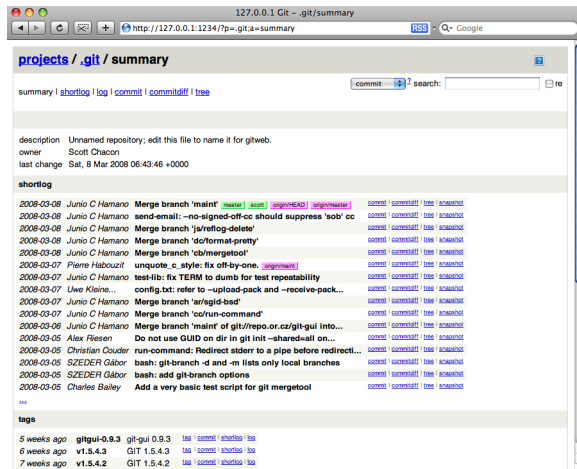 127.0.0.1 Git – .git/summary
http://127.0.0.1:1234/?p=.git;a=summary RSS Google
projects / .git / summary
commit ? search: re
summary | shortlog | log | commit | commitdiff | tree
description Unnamed repository; edit this file to name it for gitweb.
owner Scott Chacon
last change Sat, 8 Mar 2008 06:43:46 +0000
shortlog
2008-03-08 Junio C Hamano Merge branch 'maint' master scott origin/HEAD origin/master commit | commitdiff | tree | snapshot
2008-03-08 Junio C Hamano send-email: --no-signed-off-cc should suppress 'sob' cc commit | commitdiff | tree | snapshot
2008-03-08 Junio C Hamano Merge branch 'js/reflog-delete' commit | commitdiff | tree | snapshot
2008-03-08 Junio C Hamano Merge branch 'dc/format-pretty' commit | commitdiff | tree | snapshot
2008-03-08 Junio C Hamano Merge branch 'cb/mergetool' commit | commitdiff | tree | snapshot
2008-03-07 Pierre Habouzit unquote_c_style: fix off-by-one. origin/maint commit | commitdiff | tree | snapshot
2008-03-07 Junio C Hamano test-lib: fix TERM to dumb for test repeatability commit | commitdiff | tree | snapshot
2008-03-07 Uwe Kleine... config.txt: refer to --upload-pack and --receive-pack... commit | commitdiff | tree | snapshot
2008-03-07 Junio C Hamano Merge branch 'ar/sgid-bsd' commit | commitdiff | tree | snapshot
2008-03-07 Junio C Hamano Merge branch 'cc/run-command' commit | commitdiff | tree | snapshot
2008-03-06 Junio C Hamano Merge branch 'maint' of git://repo.or.cz/git-gui into... commit | commitdiff | tree | snapshot
2008-03-05 Alex Riesen Do not use GUID on dir in git init --shared=all on... commit | commitdiff | tree | snapshot
2008-03-05 Christian Couder run-command: Redirect stderr to a pipe before redirecti... commit | commitdiff | tree | snapshot
2008-03-05 SZEDER Gábor bash: git-branch -d and -m lists only local branches commit | commitdiff | tree | snapshot
2008-03-05 SZEDER Gábor bash: add git-branch options commit | commitdiff | tree | snapshot
2008-03-05 Charles Bailey Add a very basic test script for git mergetool commit | commitdiff | tree | snapshot
...
tags
5 weeks ago gitgui-0.9.3 git-gui 0.9.3 tag | commit | shortlog | log
6 weeks ago v1.5.4.3 GIT 1.5.4.3 tag | commit | shortlog | log
7 weeks ago v1.5.4.2 GIT 1.5.4.2 tag | commit | shortlog | log